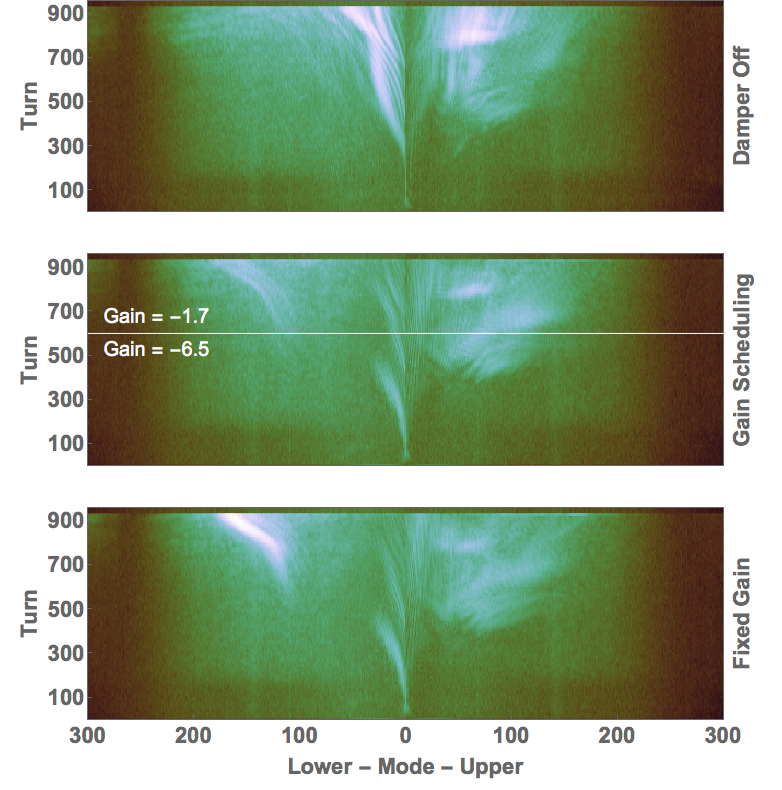 900
700
500
300
100
Turn
Damper Off
900
700
500
300
100
Turn
Gain = −1.7
Gain = −6.5
Gain Scheduling
900
700
500
300
100
Turn
Fixed Gain
300 200 100 0 100 200 300
Lower − Mode − Upper